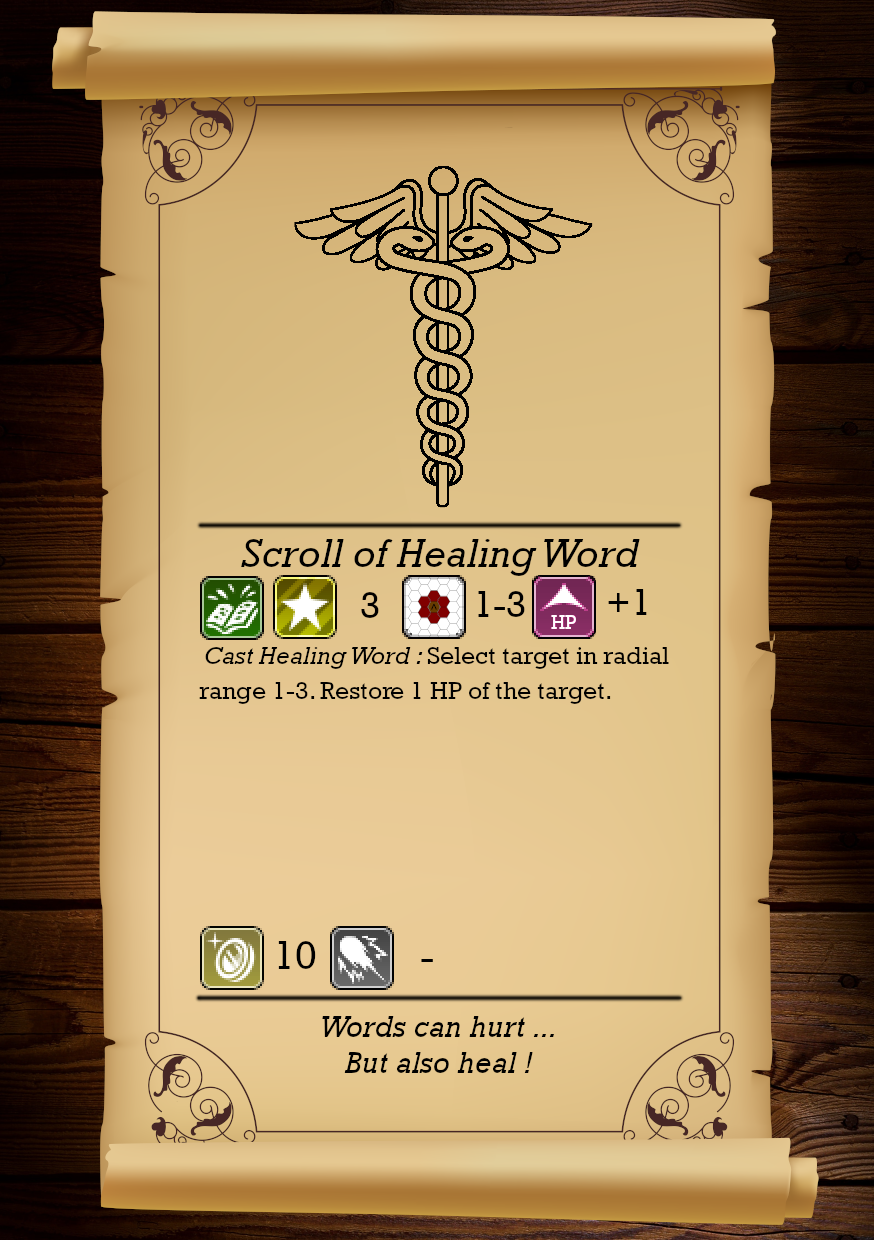 Scroll of Healing Word
3 1-3 HP +1
Cast Healing Word : Select target in radial
range 1-3. Restore 1 HP of the target.
10 -
Words can hurt ...
But also heal !